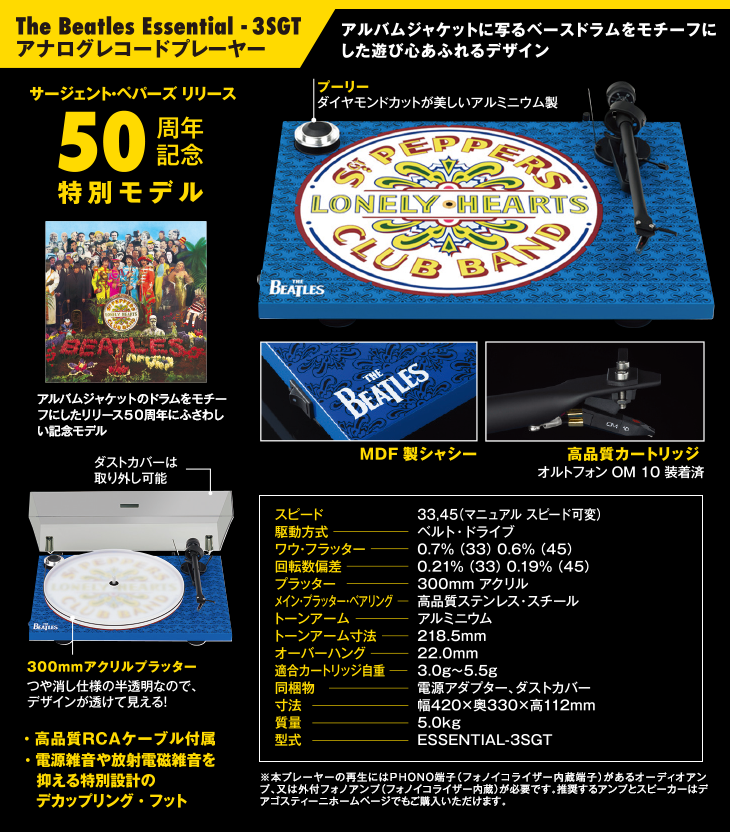 The Beatles Essential - 3SGT
アナログレコードプレーヤー
アルバムジャケットに写るベースドラムをモチーフに
した遊び心あふれるデザイン
サージェント・ペパーズ リリース
50周年
記念
特別モデル
プーリー
ダイヤモンドカットが美しいアルミニウム製
SGT PEPPERS
LONELY HEARTS
CLUB BAND
THE
BEATLES
LONELY HEARTS
BEATLES
アルバムジャケットのドラムをモチー
フにしたリリース50周年にふさわし
い記念モデル
THE
BEATLES
MDF 製シャシー
OM 10
高品質カートリッジ
オルトフォン OM 10 装着済
ダストカバーは
取り外し可能
BEATLES
300mmアクリルプラッター
つや消し仕様の半透明なので、
デザインが透けて見える!
・高品質RCAケーブル付属
・電源雑音や放射電磁雑音を
抑える特別設計の
デカップリング・フット
スピード 33,45(マニュアル スピード可変)
駆動方式 ベルト・ドライブ
ワウ・フラッター 0.7% (33) 0.6% (45)
回転数偏差 0.21% (33) 0.19% (45)
プラッター 300mm アクリル
メイン・プラッター・ベアリング 高品質ステンレス・スチール
トーンアーム アルミニウム
トーンアーム寸法 218.5mm
オーバーハング 22.0mm
適合カートリッジ自重 3.0g〜5.5g
同梱物 電源アダプター、ダストカバー
寸法 幅420×奥330×高112mm
質量 5.0kg
型式 ESSENTIAL-3SGT
※本プレーヤーの再生にはPHONO端子(フォノイコライザー内蔵端子)があるオーディオアン
プ、又は外付フォノアンプ(フォノイコライザー内蔵)が必要です。推奨するアンプとスピーカーはデ
アゴスティーニホームページでもご購入いただけます。